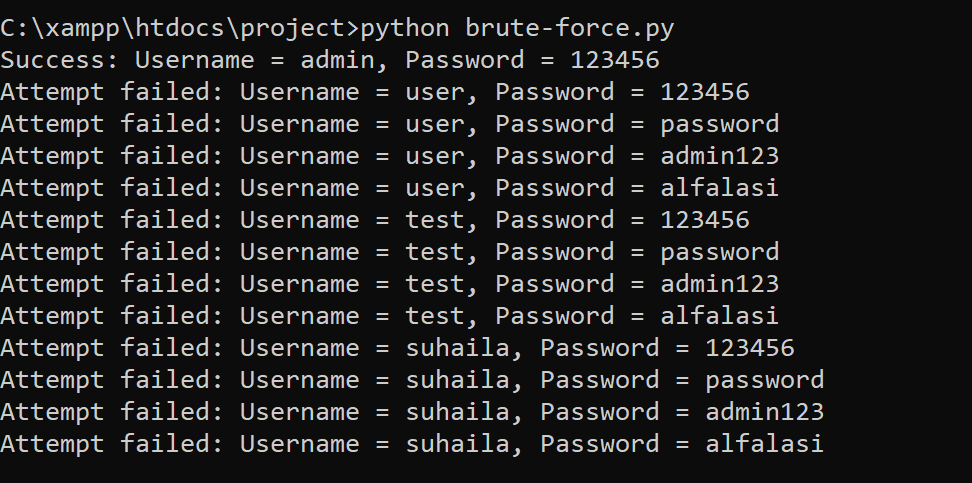 C:\xampp\htdocs\project>python brute-force.py
Success: Username = admin, Password = 123456
Attempt failed: Username = user, Password = 123456
Attempt failed: Username = user, Password = password
Attempt failed: Username = user, Password = admin123
Attempt failed: Username = user, Password = alfalasi
Attempt failed: Username = test, Password = 123456
Attempt failed: Username = test, Password = password
Attempt failed: Username = test, Password = admin123
Attempt failed: Username = test, Password = alfalasi
Attempt failed: Username = suhaila, Password = 123456
Attempt failed: Username = suhaila, Password = password
Attempt failed: Username = suhaila, Password = admin123
Attempt failed: Username = suhaila, Password = alfalasi